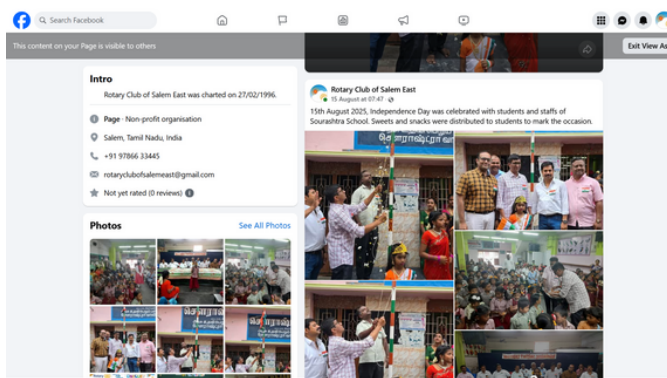 Search Facebook
This content on your Page is visible to others
Exit View As
Intro
Rotary Club of Salem East was charted on 27/02/1996.
Page · Non-profit organisation
Salem, Tamil Nadu, India
+91 97866 33445
rotaryclubofsalemeast@gmail.com
Not yet rated (0 reviews)
Photos
See All Photos
Rotary Club of Salem East
15 August at 07:47
15th August 2025, Independence Day was celebrated with students and staffs of
Sourashtra School. Sweets and snacks were distributed to students to mark the occasion.